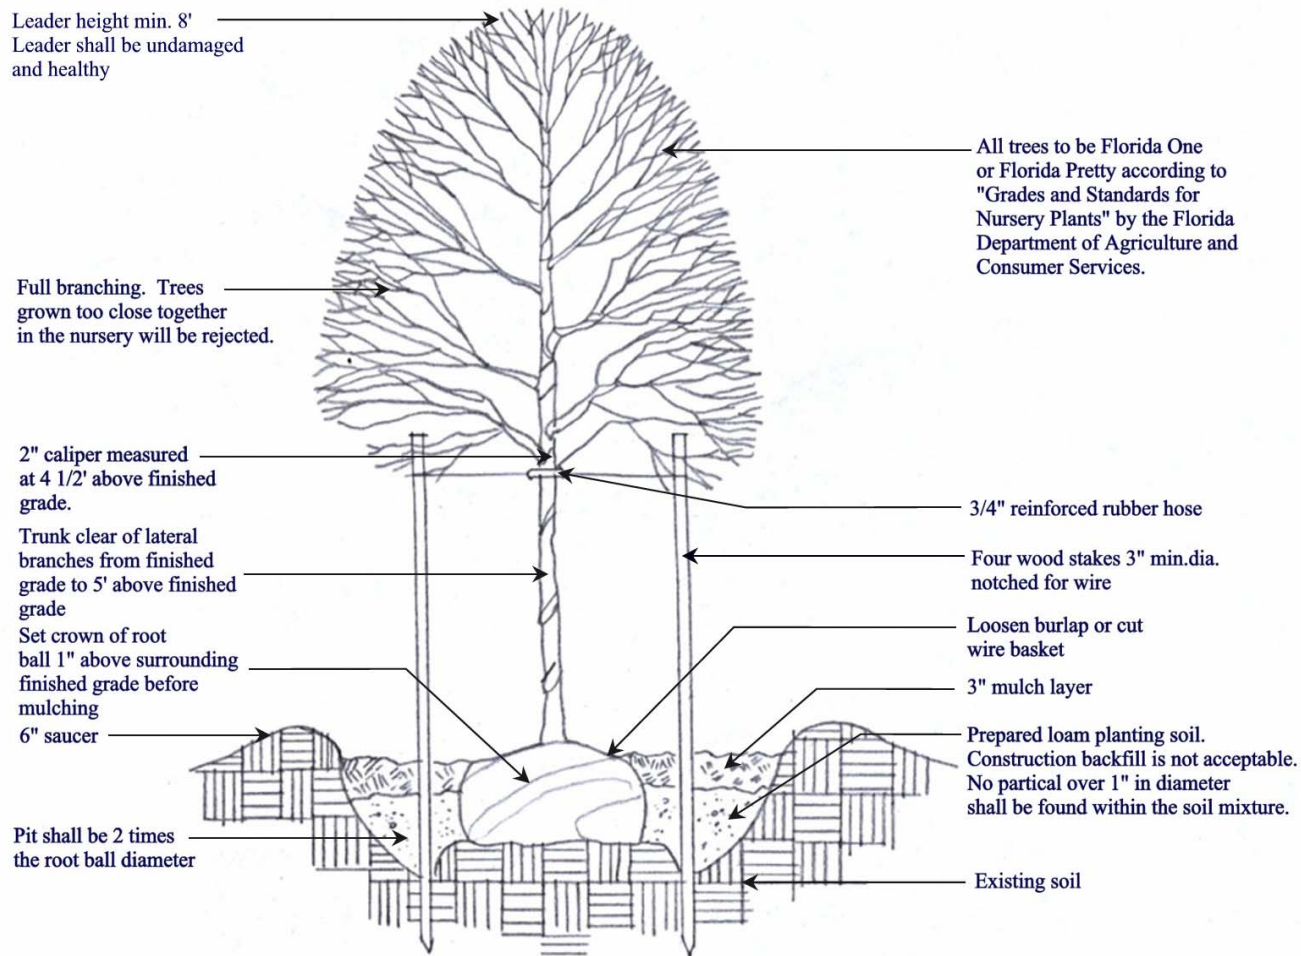 Leader height min. 8'
Leader shall be undamaged
and healthy
All trees to be Florida One
or Florida Pretty according to
"Grades and Standards for
Nursery Plants" by the Florida
Department of Agriculture and
Consumer Services.
Full branching. Trees
grown too close together
in the nursery will be rejected.
2" caliper measured
at 4 1/2' above finished
grade.
3/4" reinforced rubber hose
Trunk clear of lateral
branches from finished
grade to 5' above finished
grade
Four wood stakes 3" min.dia.
notched for wire
Set crown of root
ball 1" above surrounding
finished grade before
mulching
Loosen burlap or cut
wire basket
3" mulch layer
6" saucer
Prepared loam planting soil.
Construction backfill is not acceptable.
No partical over 1" in diameter
shall be found within the soil mixture.
Pit shall be 2 times
the root ball diameter
Existing soil